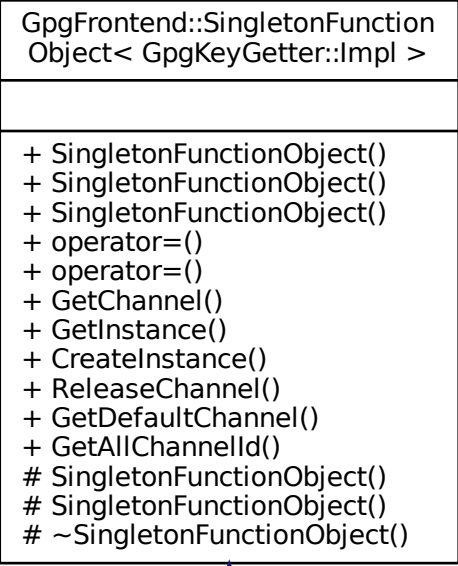 GpgFrontend::SingletonFunction
Object< GpgKeyGetter::Impl >
+ SingletonFunctionObject()
+ SingletonFunctionObject()
+ SingletonFunctionObject()
+ operator=()
+ operator=()
+ GetChannel()
+ GetInstance()
+ CreateInstance()
+ ReleaseChannel()
+ GetDefaultChannel()
+ GetAllChannelId()
# SingletonFunctionObject()
# SingletonFunctionObject()
# ~SingletonFunctionObject()